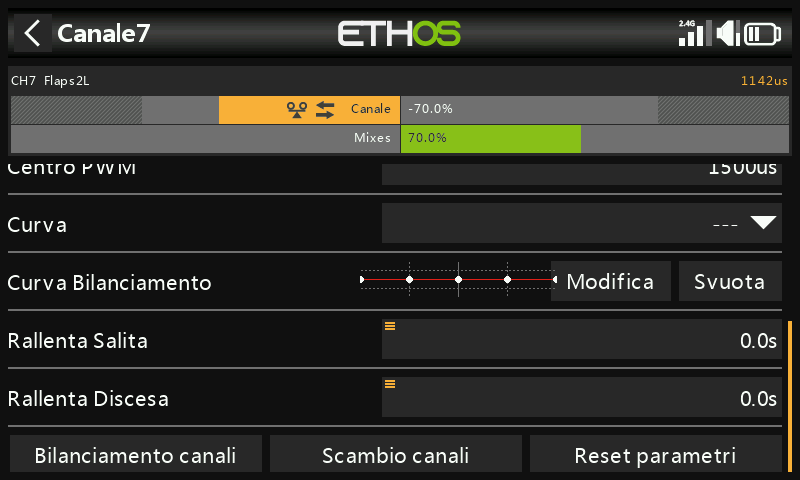 Canale7
ETHOS
2.4G
CH7 Flaps2L
1142us
Canale
-70.0%
Mixes
70.0%
Centro PWM
1500us
Curva
---
Curva Bilanciamento
Modifica
Svuota
Rallenta Salita
0.0s
Rallenta Discesa
0.0s
Bilanciamento canali
Scambio canali
Reset parametri